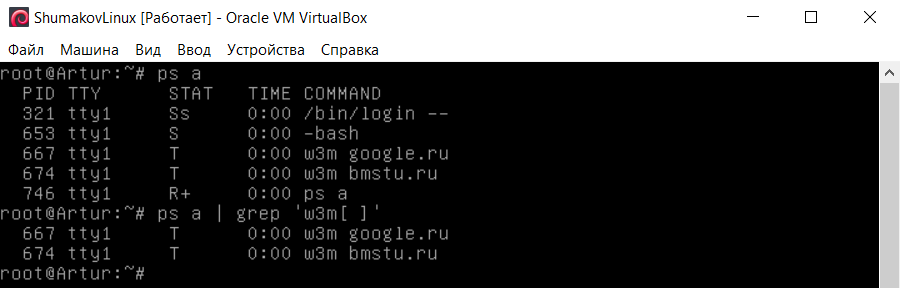 ShumakovLinux [Работает] - Oracle VM VirtualBox
Файл Машина Вид Ввод Устройства Справка
root@Artur:~# ps a
  PID TTY      STAT   TIME COMMAND
  321 tty1     Ss     0:00 /bin/login --
  653 tty1     S      0:00 -bash
  667 tty1     T      0:00 w3m google.ru
  674 tty1     T      0:00 w3m bmstu.ru
  746 tty1     R+     0:00 ps a
root@Artur:~# ps a | grep 'w3m[ ]'
  667 tty1     T      0:00 w3m google.ru
  674 tty1     T      0:00 w3m bmstu.ru
root@Artur:~#